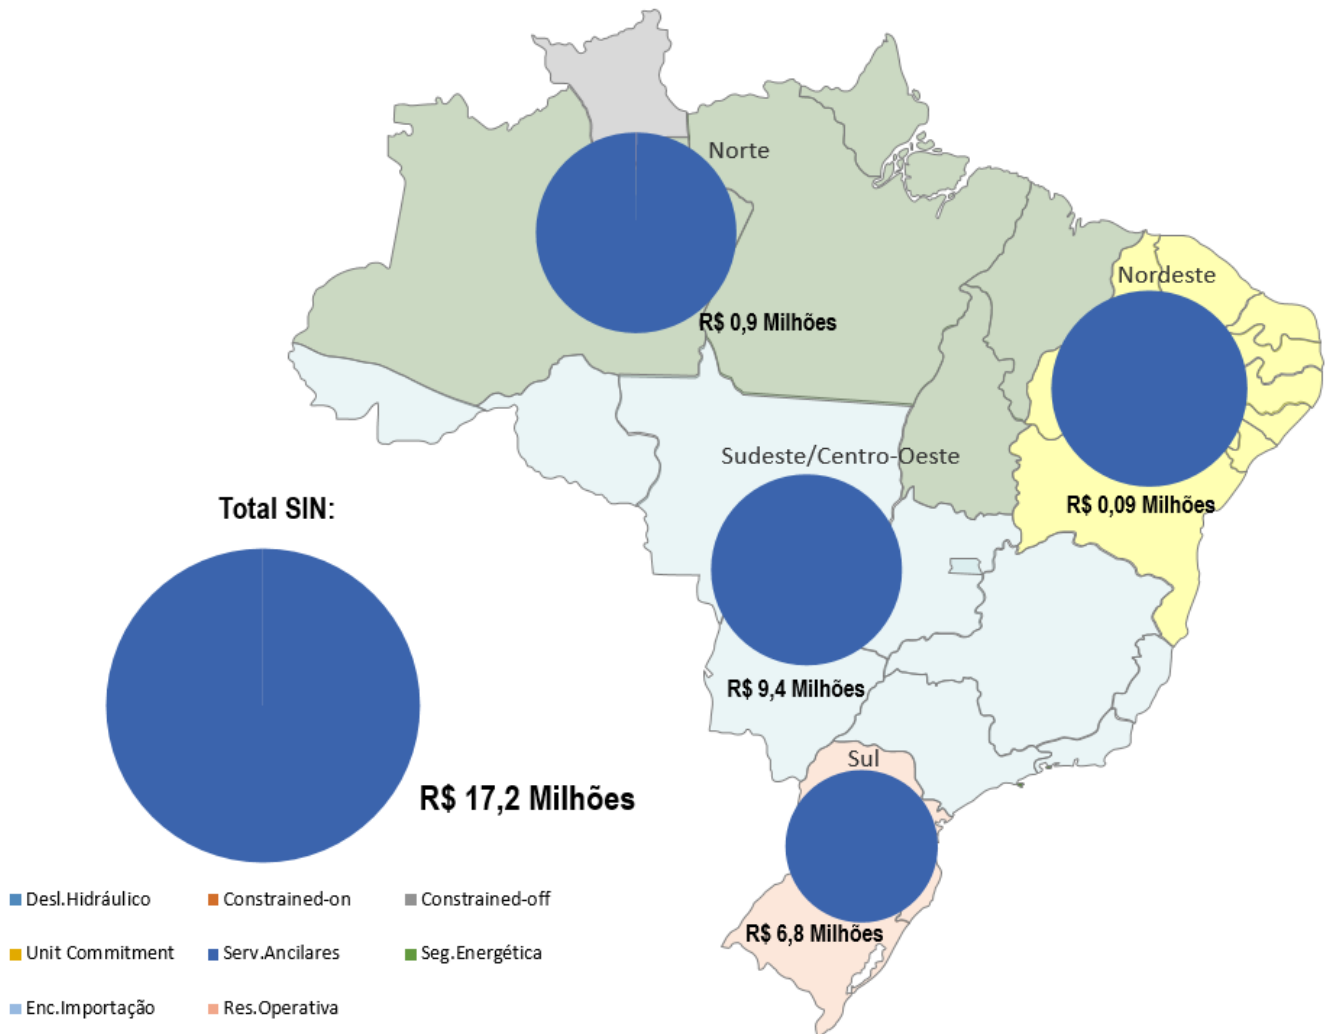 Norte
R$ 0,9 Milhões
Nordeste
R$ 0,09 Milhões
Sudeste/Centro-Oeste
R$ 9,4 Milhões
Total SIN:
R$ 17,2 Milhões
Sul
R$ 6,8 Milhões
Desl.Hidráulico
Constrained-on
Constrained-off
Unit Commitment
Serv.Ancilares
Seg.Energética
Enc.Importação
Res.Operativa